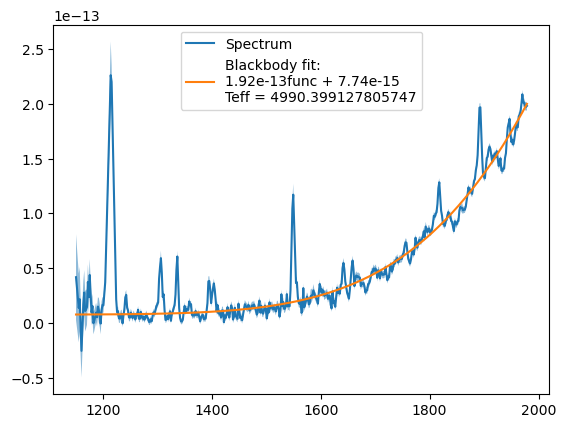 1e−13
2.5
2.0
1.5
1.0
0.5
0.0
−0.5
Spectrum
Blackbody fit:
1.92e-13func + 7.74e-15
Teff = 4990.399127805747
1200
1400
1600
1800
2000